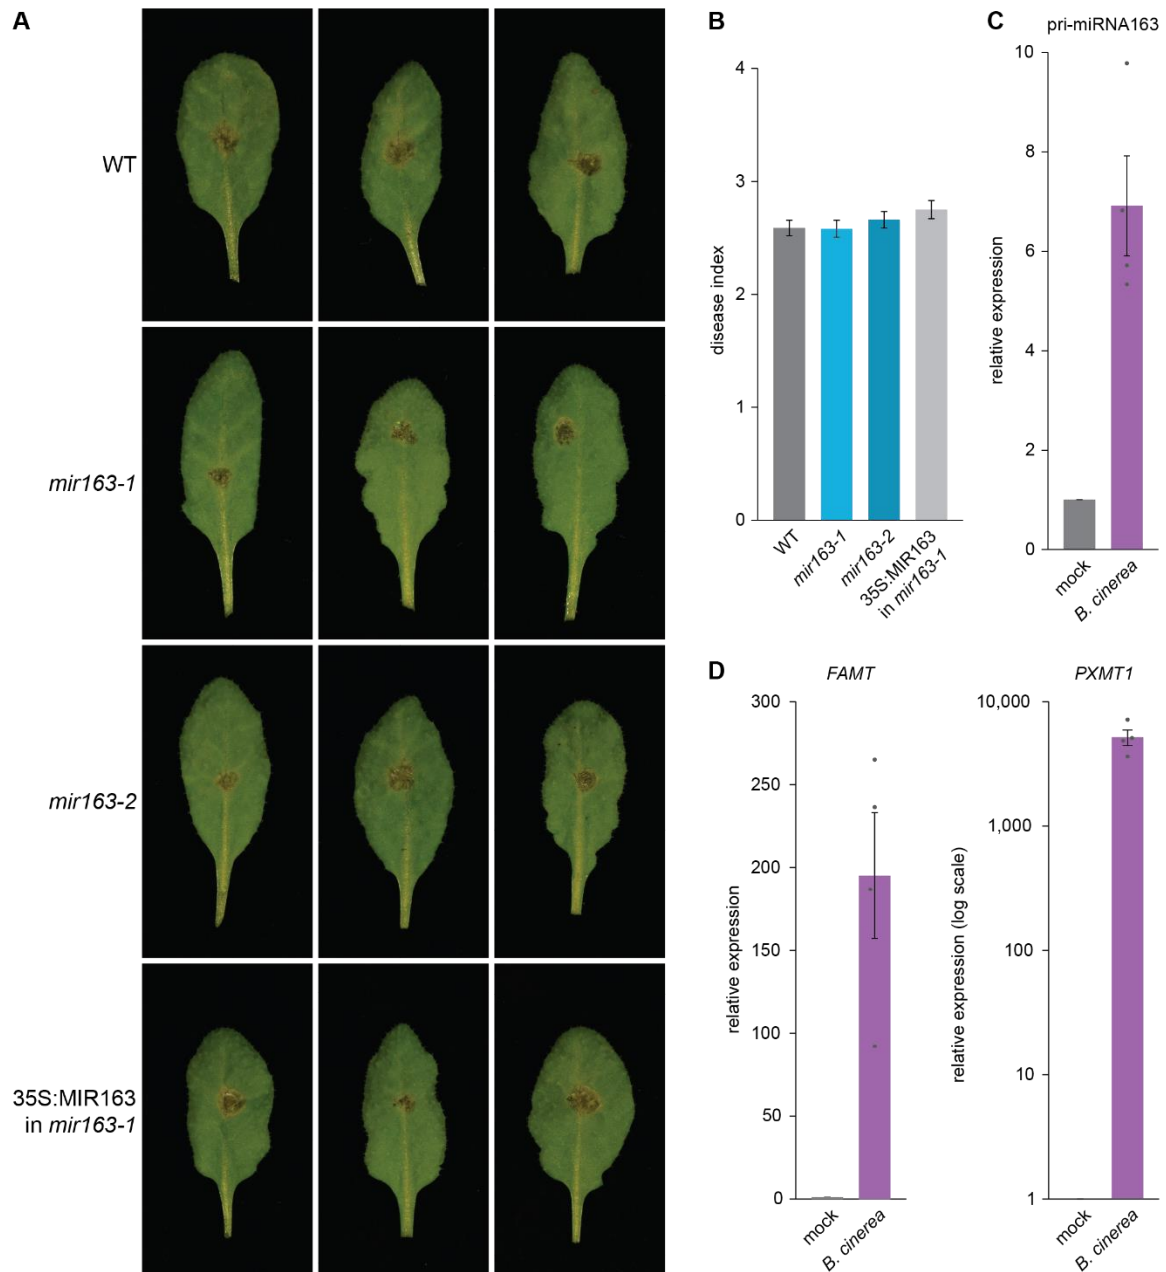 A
WT
mir163-1
mir163-2
35S:MIR163
in mir163-1
B
4
3
2
1
0
disease index
WT
mir163-1
mir163-2
35S:MIR163
in mir163-1
C
pri-miRNA163
10
8
6
4
2
0
relative expression
mock
B. cinerea
D
FAMT
300
250
200
150
100
50
0
relative expression
mock
B. cinerea
PXMT1
10,000
1,000
100
10
1
relative expression (log scale)
mock
B. cinerea